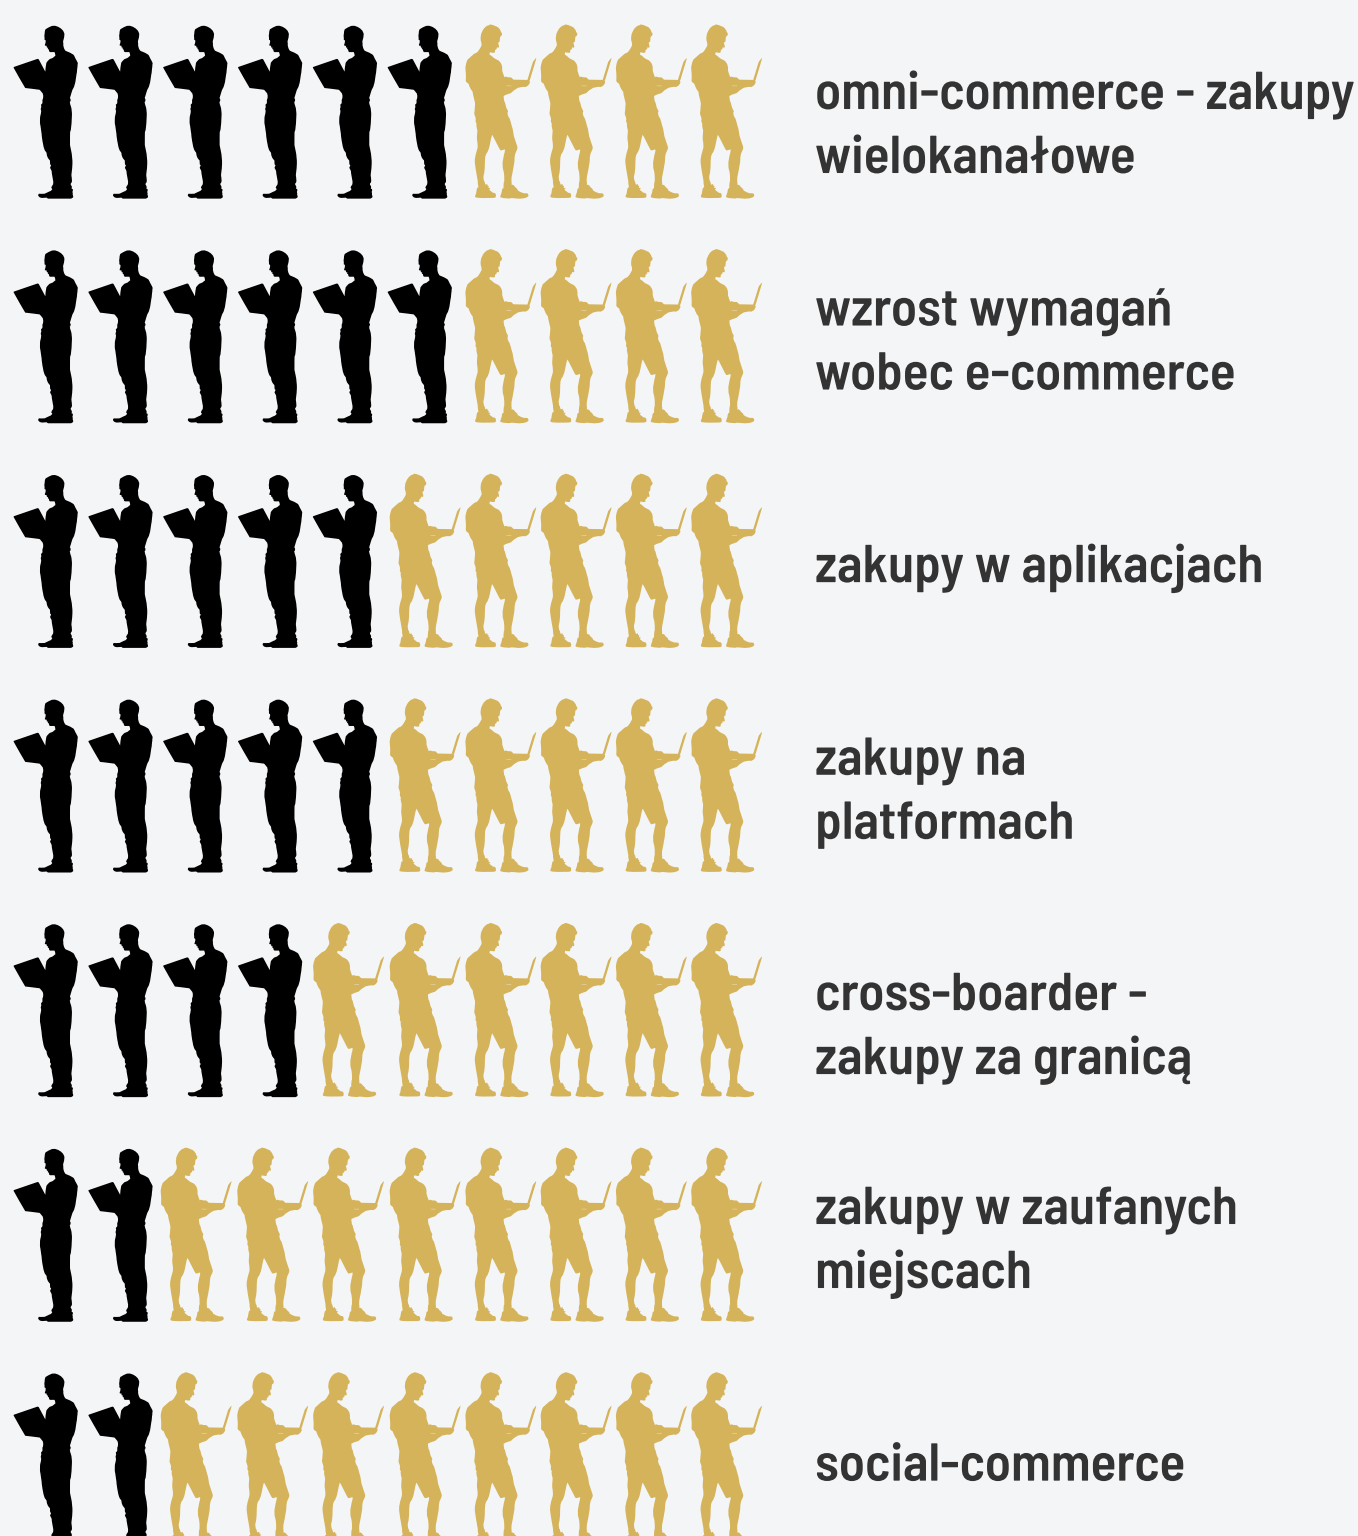 omni-commerce - zakupy
wielokanałowe
wzrost wymagań
wobec e-commerce
zakupy w aplikacjach
zakupy na
platformach
cross-boarder -
zakupy za granicą
zakupy w zaufanych
miejscach
social-commerce